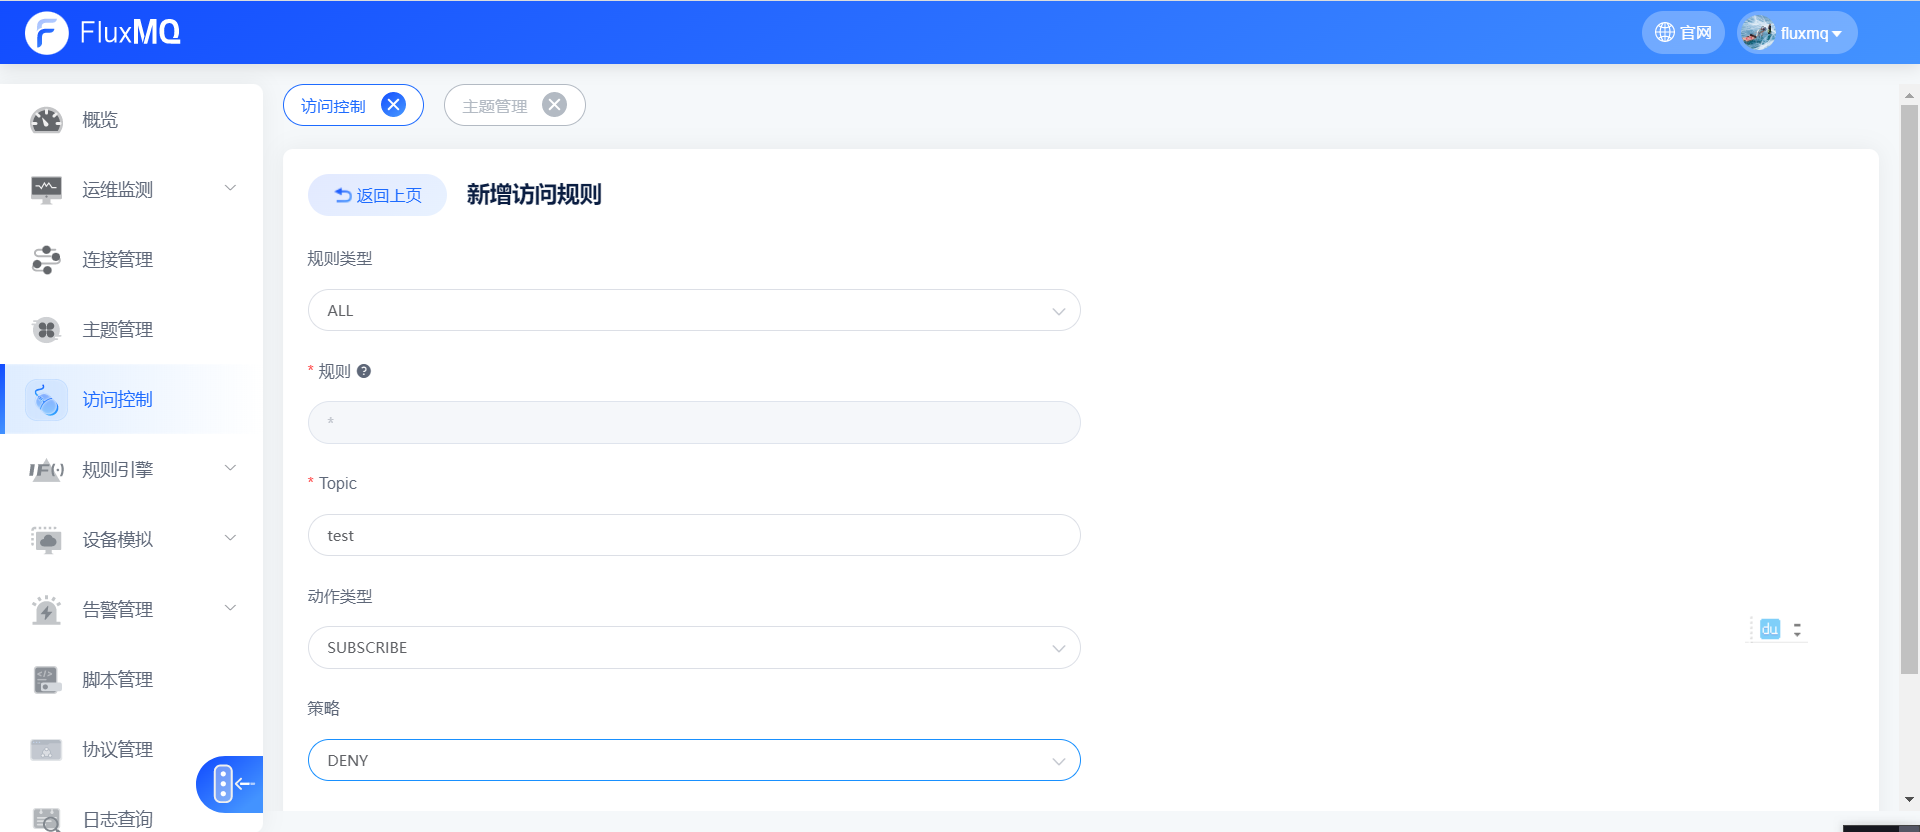 FluxMQ
官网
fluxmq
概览
运维监测
连接管理
主题管理
访问控制
规则引擎
设备模拟
告警管理
脚本管理
协议管理
日志查询
访问控制
主题管理
返回上页
新增访问规则
规则类型
ALL
* 规则
*
* Topic
test
动作类型
SUBSCRIBE
策略
DENY
du